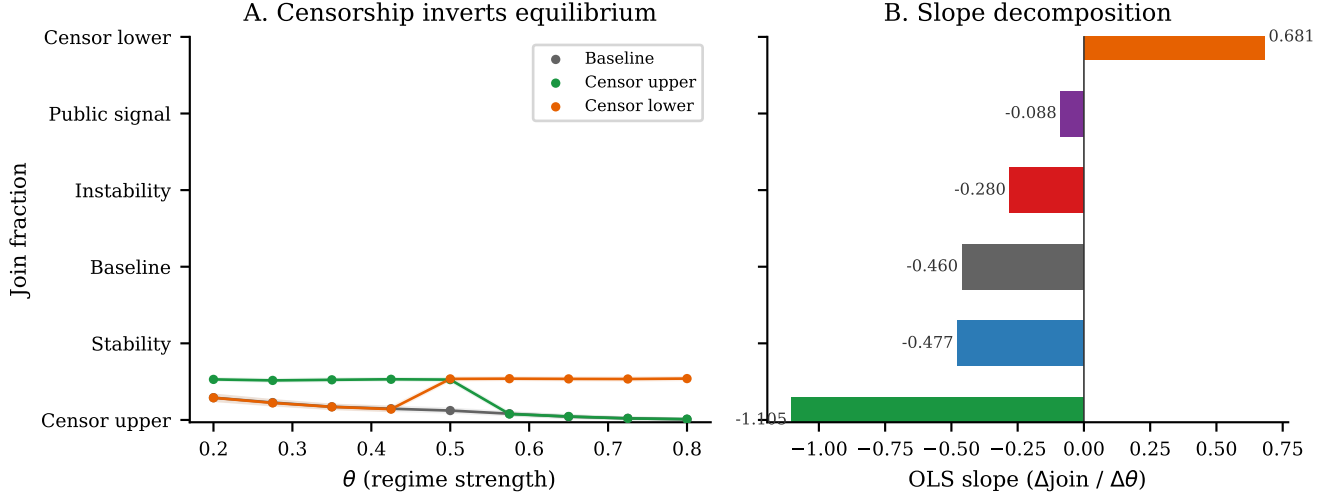 A. Censorship inverts equilibrium
Join fraction
Censor lower
Public signal
Instability
Baseline
Stability
Censor upper
Baseline
Censor upper
Censor lower
0.2 0.3 0.4 0.5 0.6 0.7 0.8
θ (regime strength)
B. Slope decomposition
0.681
-0.088
-0.280
-0.460
-0.477
-1.105
−1.00 −0.75 −0.50 −0.25 0.00 0.25 0.50 0.75
OLS slope (Δjoin / Δθ)